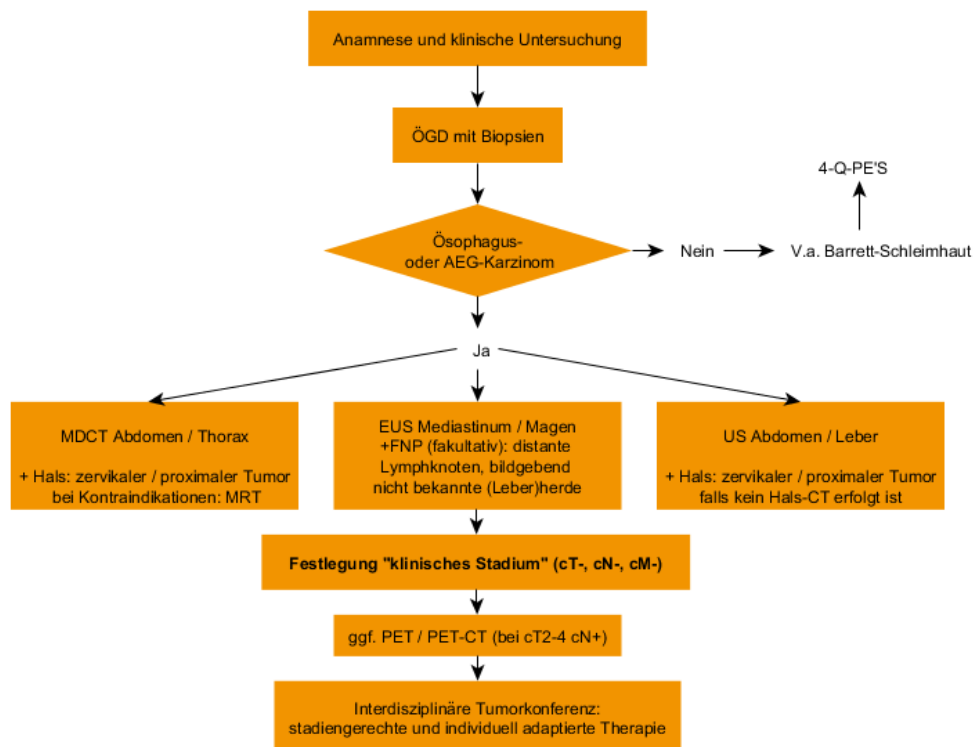 Anamnese und klinische Untersuchung
ÖGD mit Biopsien
4-Q-PE'S
Ösophagus-
oder AEG-Karzinom
Nein
V.a. Barrett-Schleimhaut
Ja
MDCT Abdomen / Thorax
+ Hals: zervikaler / proximaler Tumor
bei Kontraindikationen: MRT
EUS Mediastinum / Magen
+FNP (fakultativ): distante
Lymphknoten, bildgebend
nicht bekannte (Leber)herde
US Abdomen / Leber
+ Hals: zervikaler / proximaler Tumor
falls kein Hals-CT erfolgt ist
Festlegung "klinisches Stadium" (cT-, cN-, cM-)
ggf. PET / PET-CT (bei cT2-4 cN+)
Interdisziplinäre Tumorkonferenz:
stadiengerechte und individuell adaptierte Therapie